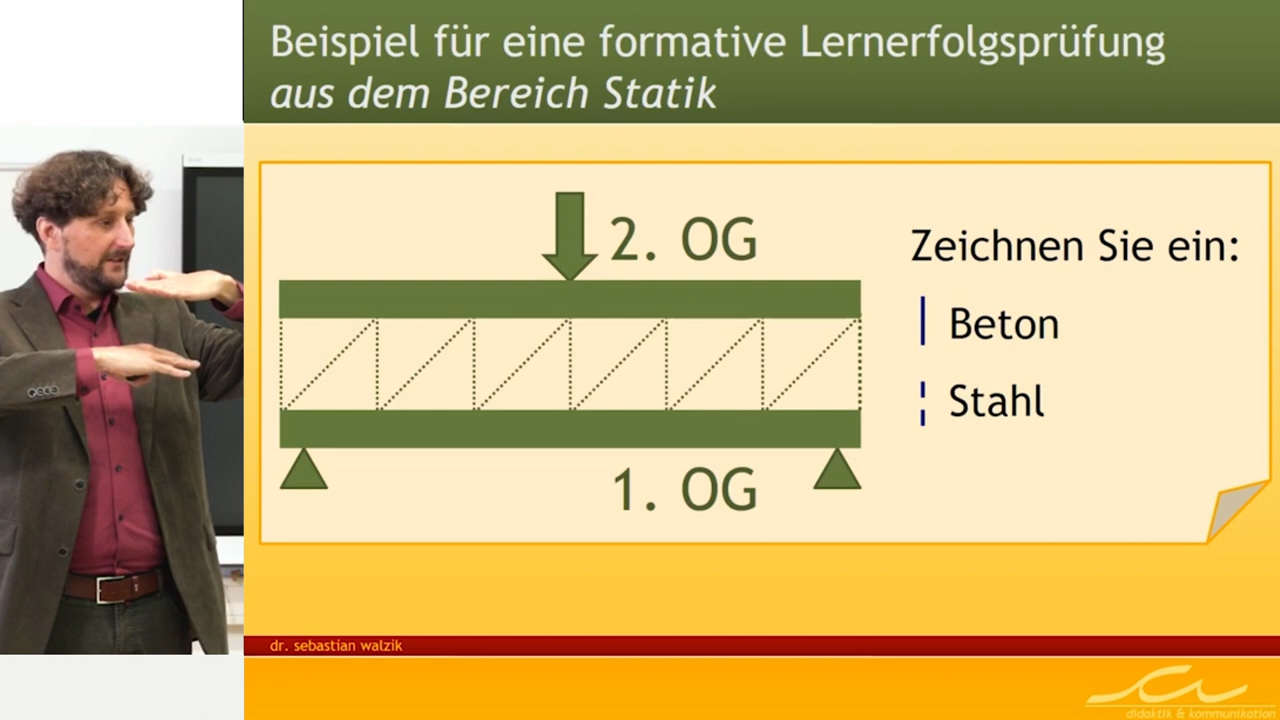 Beispiel für eine formative Lernerfolgsprüfung
aus dem Bereich Statik
2. OG
Zeichnen Sie ein:
Beton
Stahl
1. OG
dr. sebastian walzik
didaktik & kommunikation